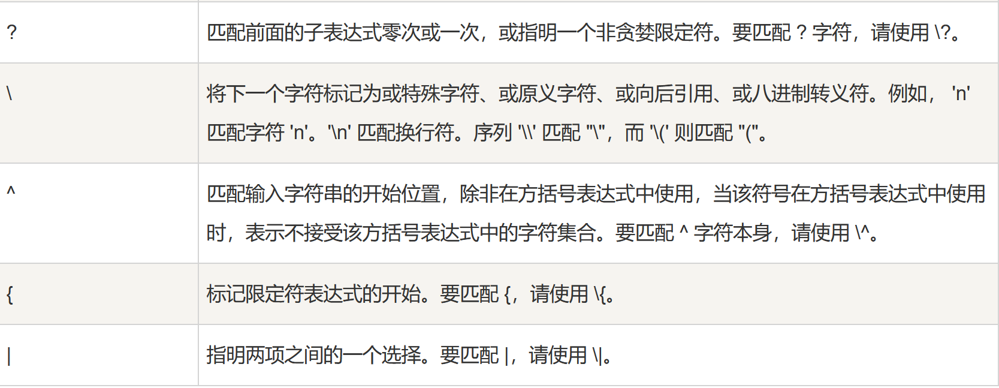 ?
匹配前面的子表达式零次或一次，或指明一个非贪婪限定符。要匹配 ? 字符，请使用 \?。
\
将下一个字符标记为或特殊字符、或原义字符、或向后引用、或八进制转义符。例如， 'n'
匹配字符 'n'。'\n' 匹配换行符。序列 '\\' 匹配 "\"，而 '\(' 则匹配 "("。
^
匹配输入字符串的开始位置，除非在方括号表达式中使用，当该符号在方括号表达式中使用
时，表示不接受该方括号表达式中的字符集合。要匹配 ^ 字符本身，请使用 \^。
{
标记限定符表达式的开始。要匹配 {，请使用 \{。
|
指明两项之间的一个选择。要匹配 |，请使用 \|。